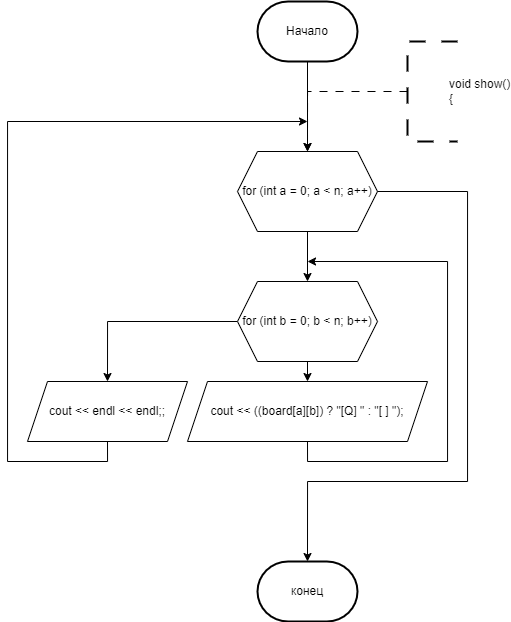 Начало
void show()
{
for (int a = 0; a < n; a++)
for (int b = 0; b < n; b++)
cout << endl << endl;;
cout << ((board[a][b]) ? "[Q] " : "[ ] ");
конец